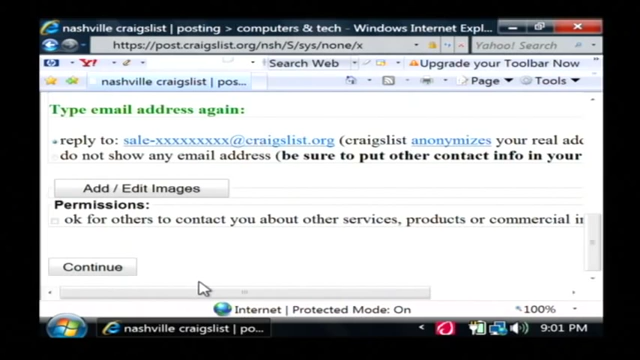 nashville craigslist | posting > computers & tech - Windows Internet Expl...
https://post.craigslist.org/nsh/S/sys/none/x
Yahoo! Search
Y!
Search Web
Upgrade your Toolbar Now
nashville craigslist | pos...
Page
Tools
Type email address again:
reply to: sale-xxxxxxxxx@craigslist.org (craigslist anonymizes your real add
do not show any email address (be sure to put other contact info in your
Add / Edit Images
Permissions:
ok for others to contact you about other services, products or commercial in
Continue
Internet | Protected Mode: On
100%
nashville craigslist | po...
9:01 PM